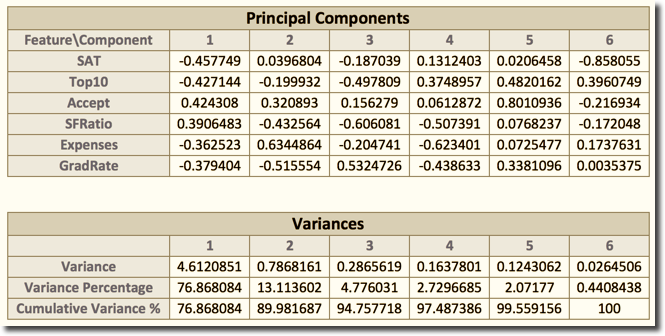 Principal Components
Feature\Component 1 2 3 4 5 6
SAT -0.457749 0.0396804 -0.187039 0.1312403 0.0206458 -0.858055
Top10 -0.427144 -0.199932 -0.497809 0.3748957 0.4820162 0.3960749
Accept 0.424308 0.320893 0.156279 0.0612872 0.8010936 -0.216934
SFRatio 0.3906483 -0.432564 -0.606081 -0.507391 0.0768237 -0.172048
Expenses -0.362523 0.6344864 -0.204741 -0.623401 0.0725477 0.1737631
GradRate -0.379404 -0.515554 0.5324726 -0.438633 0.3381096 0.0035375
Variances
1 2 3 4 5 6
Variance 4.6120851 0.7868161 0.2865619 0.1637801 0.1243062 0.0264506
Variance Percentage 76.868084 13.113602 4.776031 2.7296685 2.07177 0.4408438
Cumulative Variance % 76.868084 89.981687 94.757718 97.487386 99.559156 100